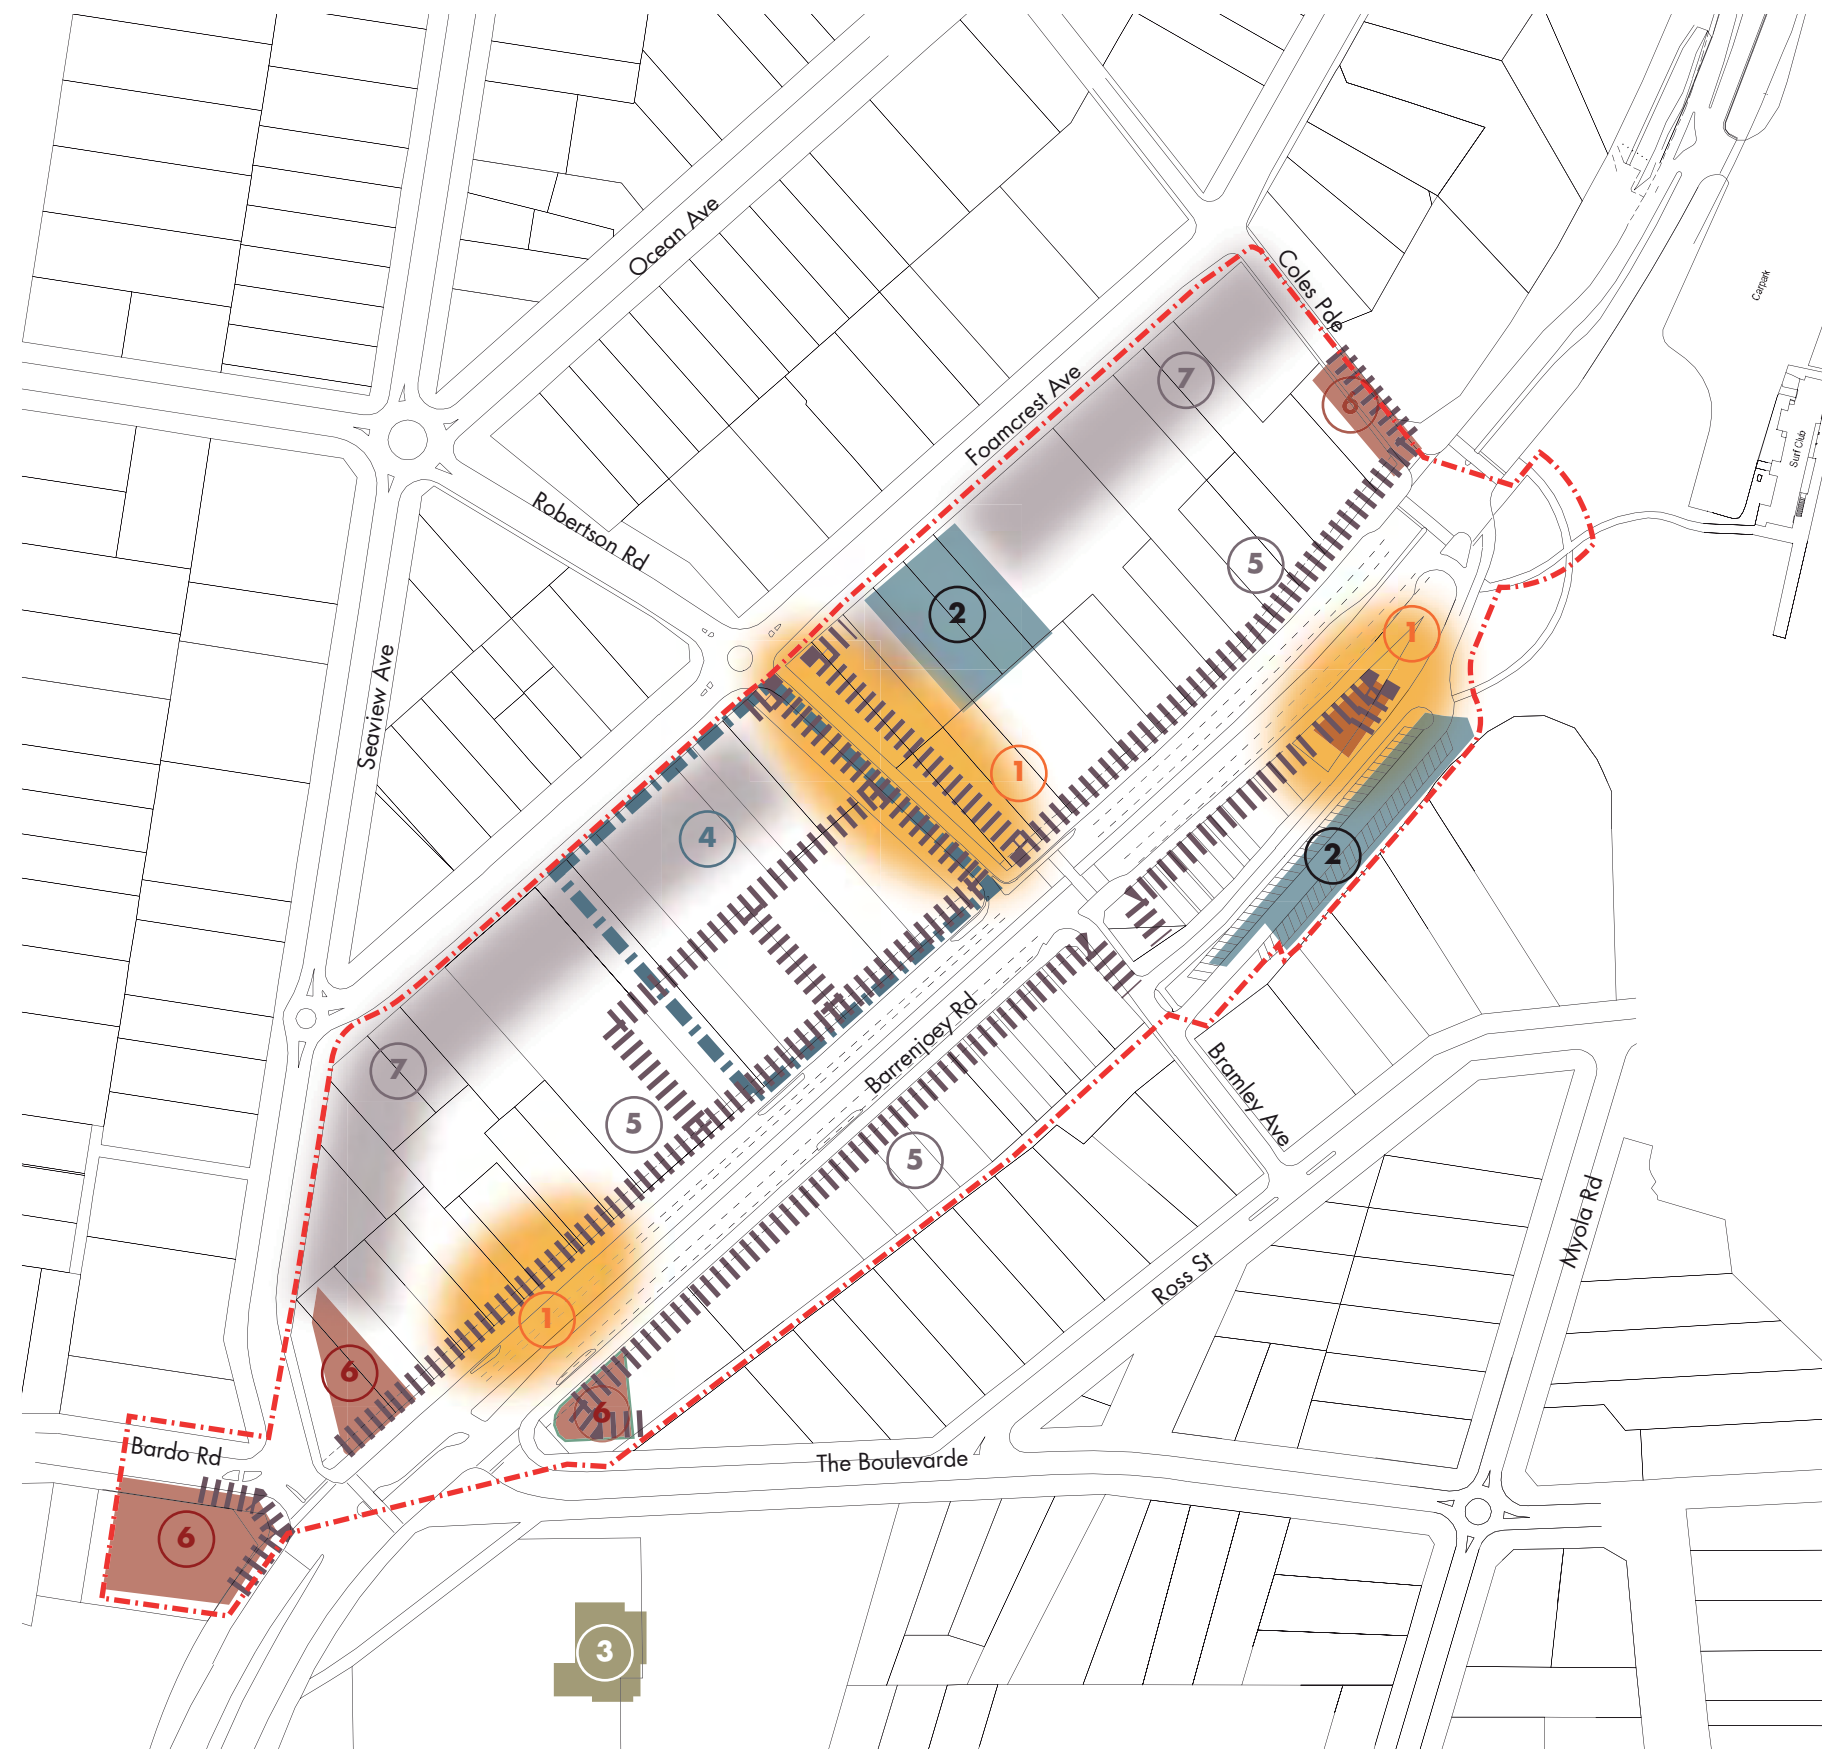 Ocean Ave
Coles Pde
Carpark
7
Foamcrest Ave
6
Surf Club
Robertson Rd
5
2
1
Seaview Ave
1
4
2
Barrenjoey Rd
7
Bramley Ave
5
5
Myola Rd
Ross St
1
6
6
Bardo Rd
The Boulevarde
6
3